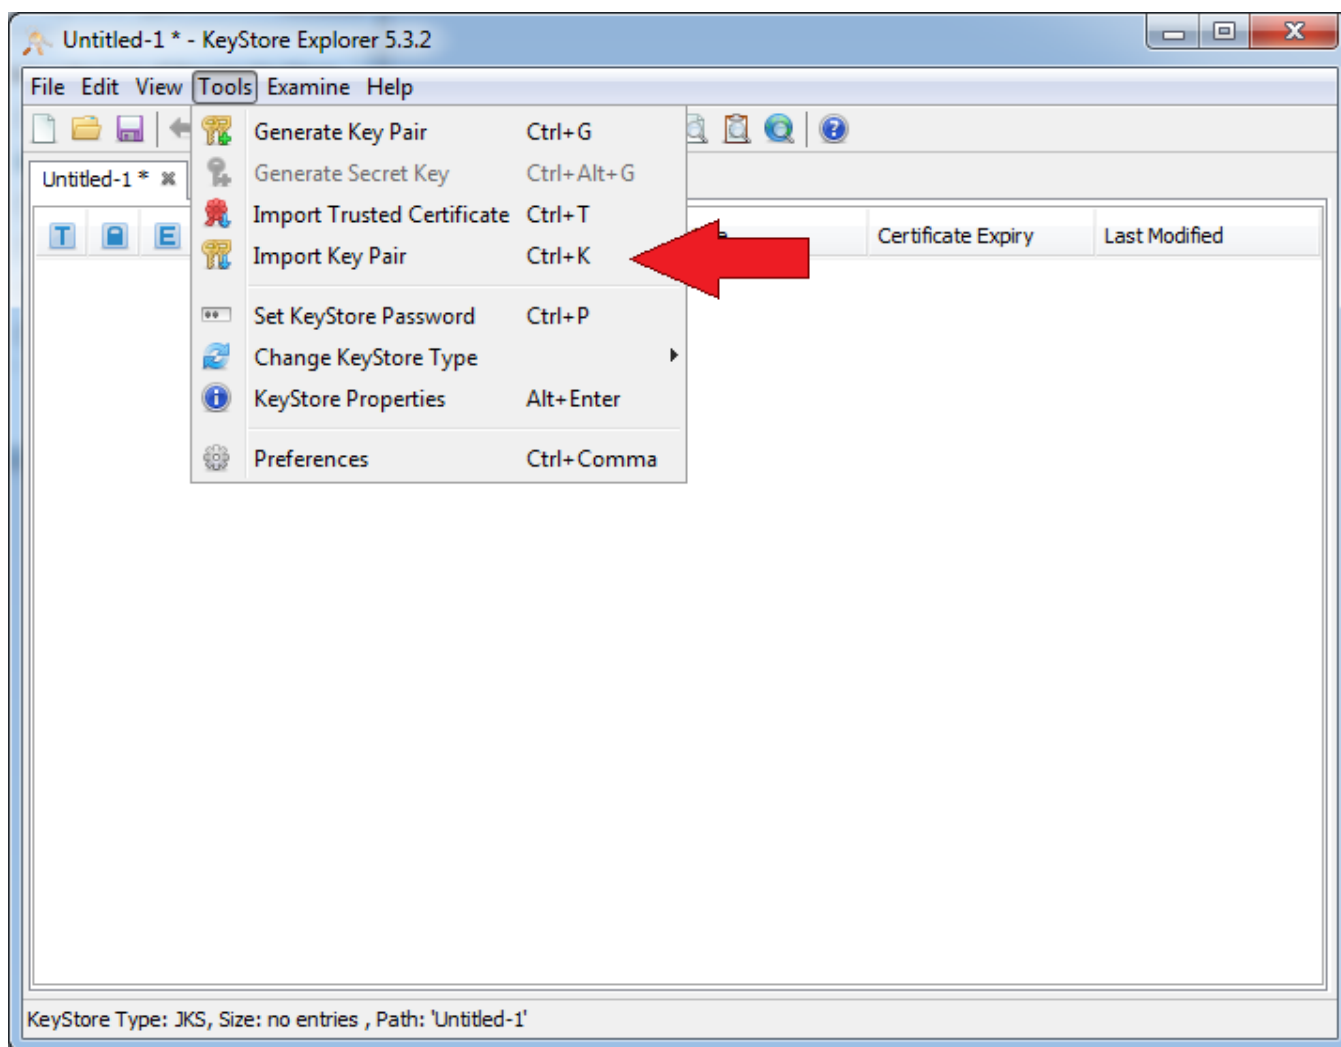 Untitled-1 * - KeyStore Explorer 5.3.2
File Edit View Tools Examine Help
Generate Key Pair Ctrl+G
Generate Secret Key Ctrl+Alt+G
Untitled-1 *
Import Trusted Certificate Ctrl+T
T E Certificate Expiry Last Modified
Import Key Pair Ctrl+K
Set KeyStore Password Ctrl+P
Change KeyStore Type
KeyStore Properties Alt+Enter
Preferences Ctrl+Comma
KeyStore Type: JKS, Size: no entries , Path: 'Untitled-1'